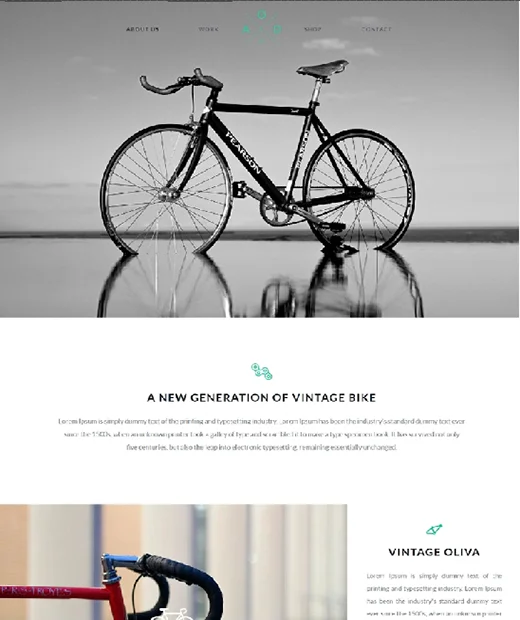 ABOUT US WORK SHOP CONTACT
PEARSON
PEARSON
A NEW GENERATION OF VINTAGE BIKE
Lorem Ipsum is simply dummy text of the printing and typesetting industry. Lorem Ipsum has been the industry's standard dummy text ever
since the 1500s, when an unknown printer took a galley of type and scrambled it to make a type specimen book. It has survived not only
five centuries, but also the leap into electronic typesetting, remaining essentially unchanged.
VINTAGE OLIVA
Lorem Ipsum is simply dummy text of the
printing and typesetting industry. Lorem Ipsum
has been the industry's standard dummy text
ever since the 1500s, when an unknown printer